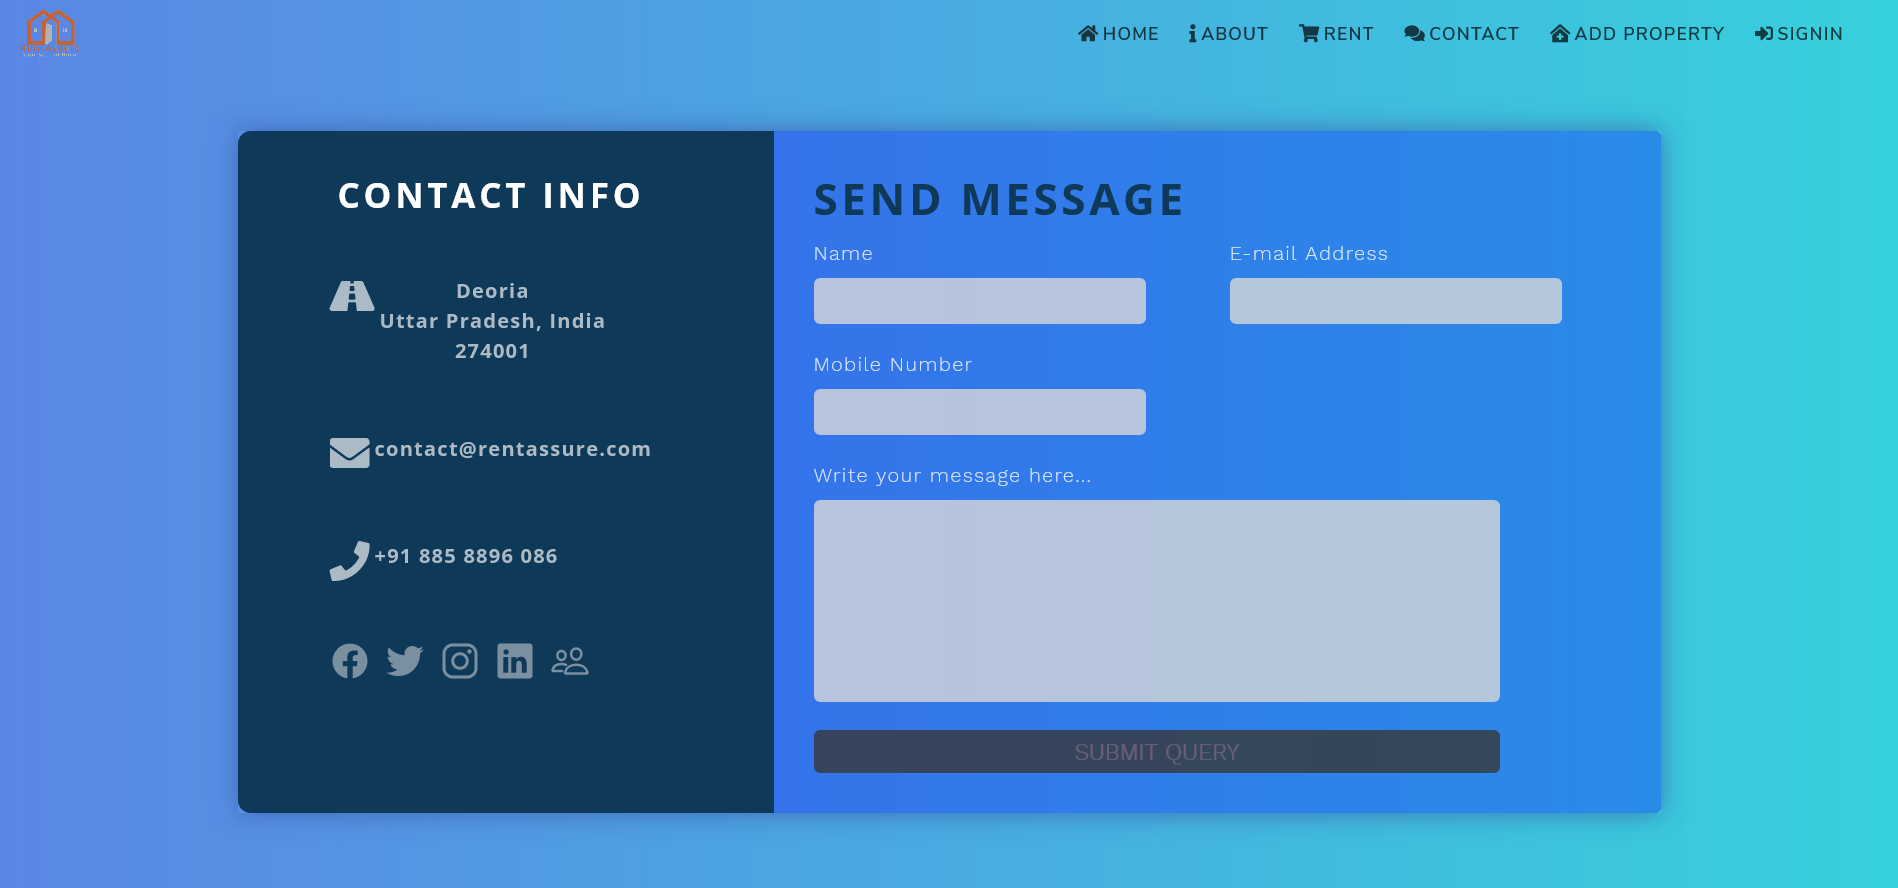 HOME ABOUT RENT CONTACT ADD PROPERTY SIGNIN
CONTACT INFO
Deoria
Uttar Pradesh, India
274001
contact@rentassure.com
+91 885 8896 086
SEND MESSAGE
Name
E-mail Address
Mobile Number
Write your message here...
SUBMIT QUERY